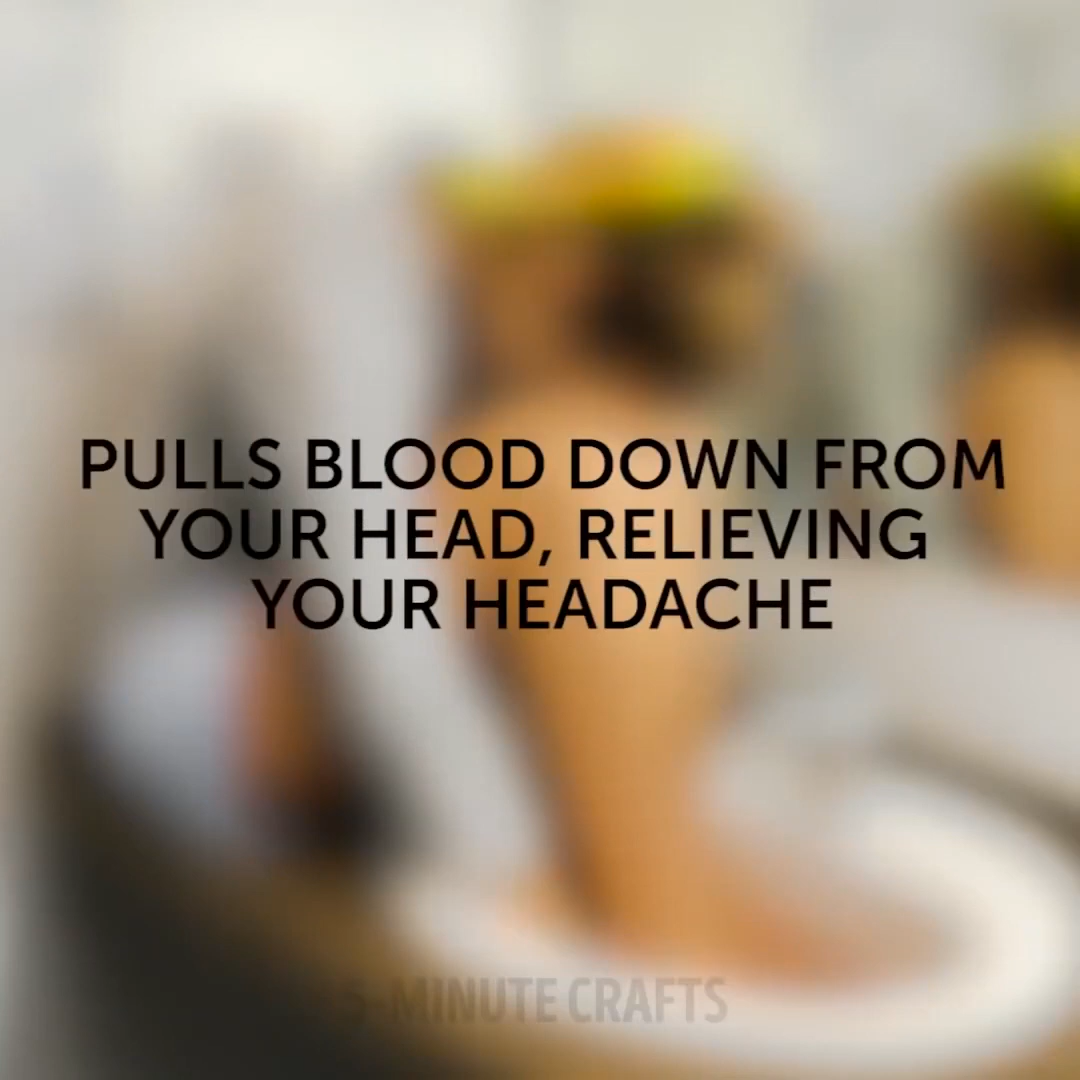 PULLS BLOOD DOWN FROM
YOUR HEAD, RELIEVING
YOUR HEADACHE
5-MINUTE CRAFTS